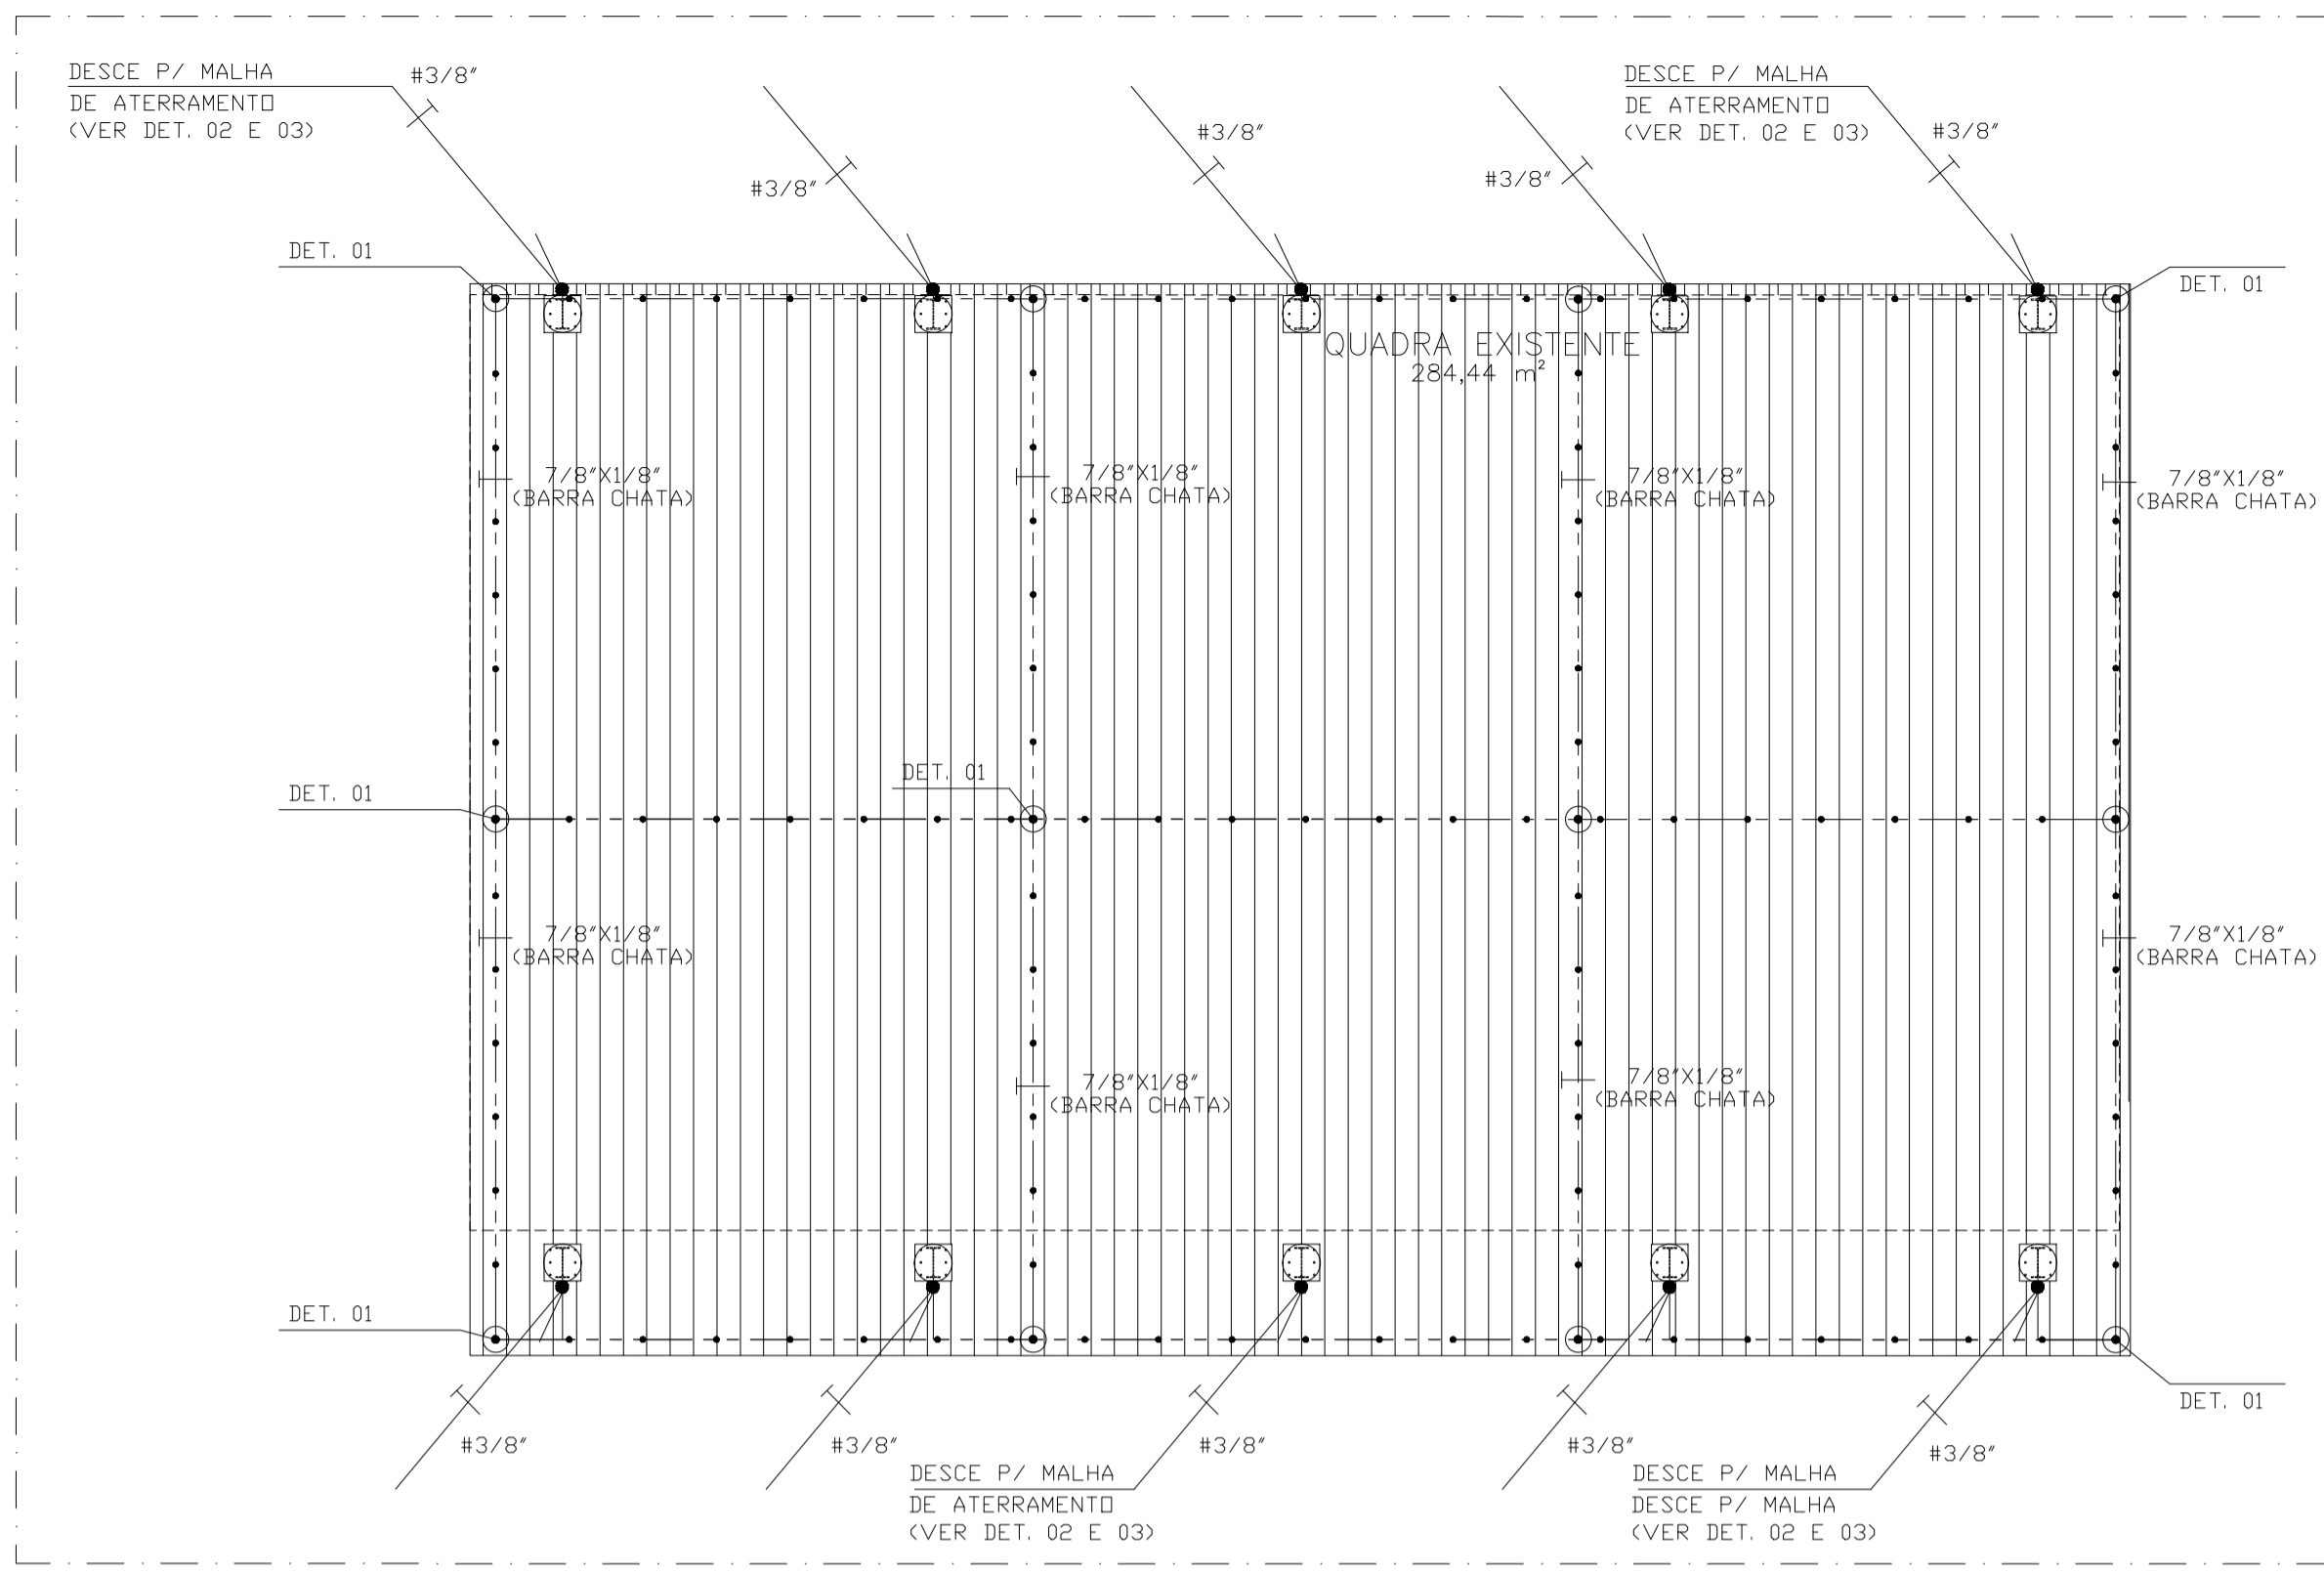 DESCE P/ MALHA
DE ATERRAMENTO
(VER DET. 02 E 03)
#3/8"
#3/8"
#3/8"
#3/8"
DESCE P/ MALHA
DE ATERRAMENTO
(VER DET. 02 E 03)
#3/8"
DET. 01
DET. 01
QUADRA EXISTENTE
284,44 m²
7/8"X1/8"
(BARRA CHATA)
7/8"X1/8"
(BARRA CHATA)
7/8"X1/8"
(BARRA CHATA)
7/8"X1/8"
(BARRA CHATA)
DET. 01
DET. 01
7/8"X1/8"
(BARRA CHATA)
7/8"X1/8"
(BARRA CHATA)
7/8"X1/8"
(BARRA CHATA)
7/8"X1/8"
(BARRA CHATA)
DET. 01
DET. 01
#3/8"
#3/8"
#3/8"
#3/8"
#3/8"
DESCE P/ MALHA
DE ATERRAMENTO
(VER DET. 02 E 03)
DESCE P/ MALHA
DESCE P/ MALHA
(VER DET. 02 E 03)